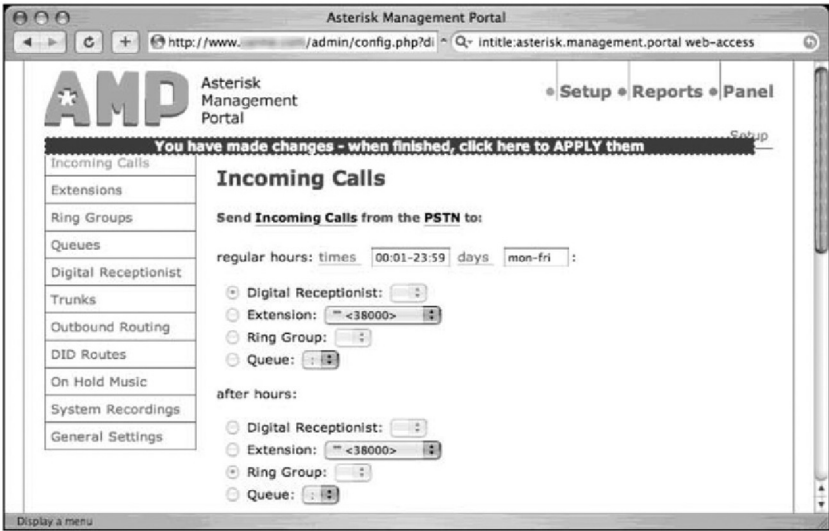 Asterisk Management Portal
http://www. /admin/config.php?di intitle:asterisk.management.portal web-access
AMP Asterisk Management Portal
Setup Reports Panel
Setup
You have made changes - when finished, click here to APPLY them
Incoming Calls
Extensions
Ring Groups
Queues
Digital Receptionist
Trunks
Outbound Routing
DID Routes
On Hold Music
System Recordings
General Settings
Incoming Calls
Send Incoming Calls from the PSTN to:
regular hours: times 00:01-23:59 days mon-fri :
Digital Receptionist:
Extension: "" <38000>
Ring Group:
Queue: :
after hours:
Digital Receptionist:
Extension: "" <38000>
Ring Group:
Queue: :
Display a menu